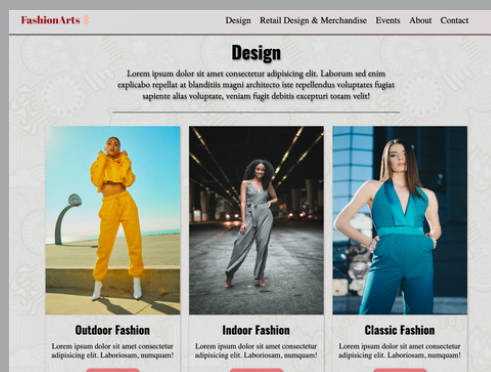 FashionArts
Design Retail Design & Merchandise Events About Contact
Design
Lorem ipsum dolor sit amet consectetur adipisicing elit. Laborum sed enim
explicabo repellat at blanditiis magni architecto iste repellendus voluptates fugiat
sapiente alias voluptate, veniam fugit debitis excepturi totam velit!
Outdoor Fashion
Lorem ipsum dolor sit amet consectetur
adipisicing elit. Laboriosam, numquam!
Indoor Fashion
Lorem ipsum dolor sit amet consectetur
adipisicing elit. Laboriosam, numquam!
Classic Fashion
Lorem ipsum dolor sit amet consectetur
adipisicing elit. Laboriosam, numquam!